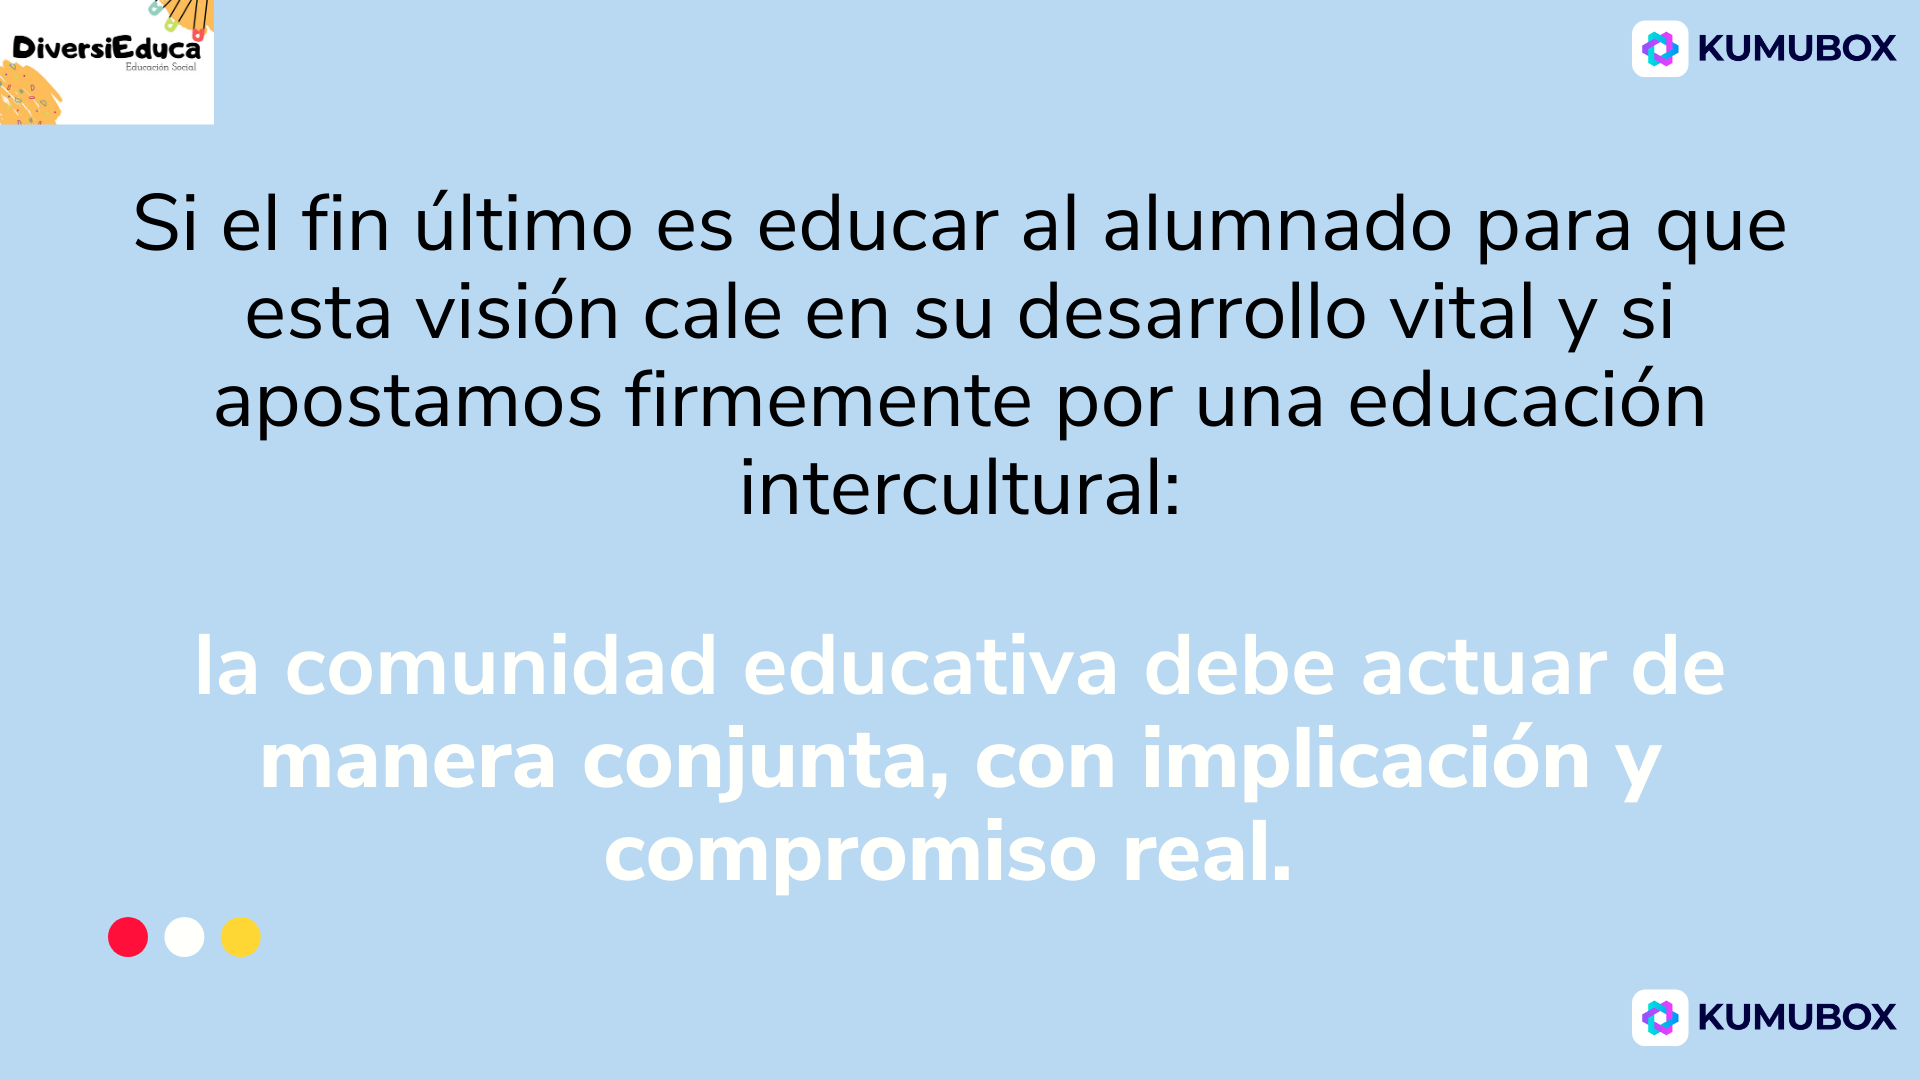 DiversiEduca
Educación Social
KUMUBOX
Si el fin último es educar al alumnado para que
esta visión cale en su desarrollo vital y si
apostamos firmemente por una educación
intercultural:
la comunidad educativa debe actuar de
manera conjunta, con implicación y
compromiso real.
KUMUBOX